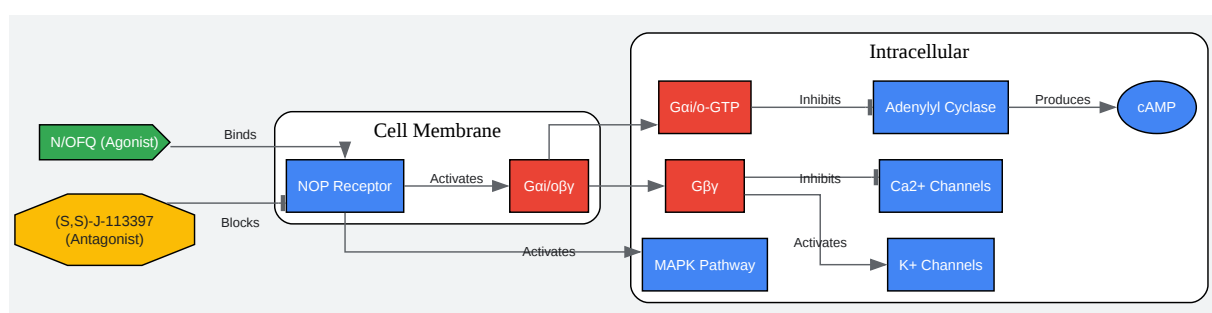 Intracellular
Cell Membrane
N/OFQ (Agonist)
Binds
NOP Receptor
Activates
Gαi/oβγ
(S,S)-J-113397
(Antagonist)
Blocks
Gαi/o-GTP
Inhibits
Adenylyl Cyclase
Produces
cAMP
Gβγ
Inhibits
Ca2+ Channels
Activates
K+ Channels
Activates
MAPK Pathway